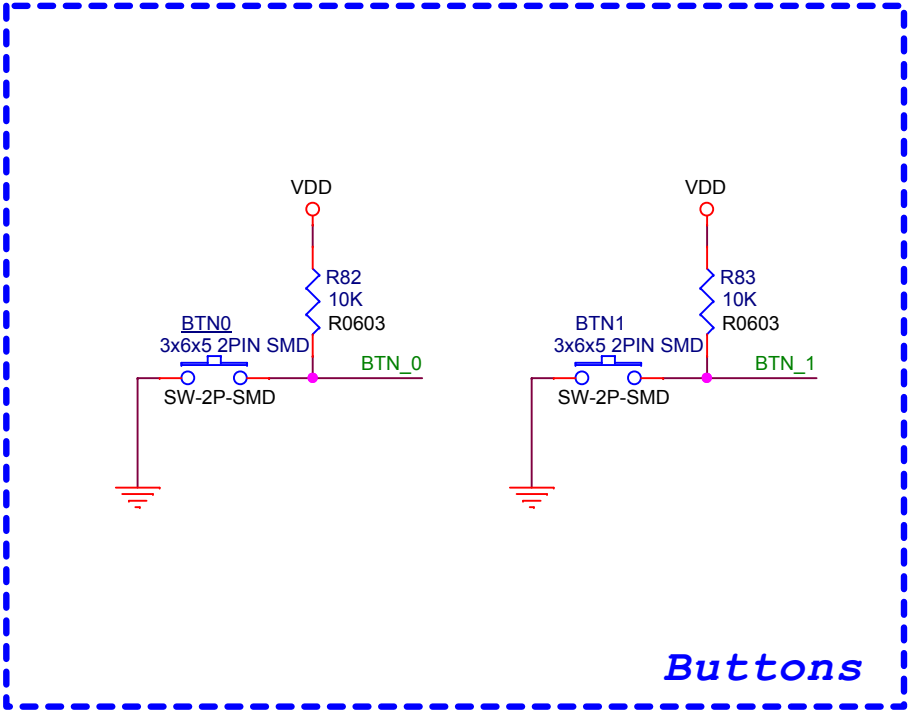 VDD
R82
10K
R0603
BTN0
3x6x5 2PIN SMD
BTN_0
SW-2P-SMD
VDD
R83
10K
R0603
BTN1
3x6x5 2PIN SMD
BTN_1
SW-2P-SMD
Buttons